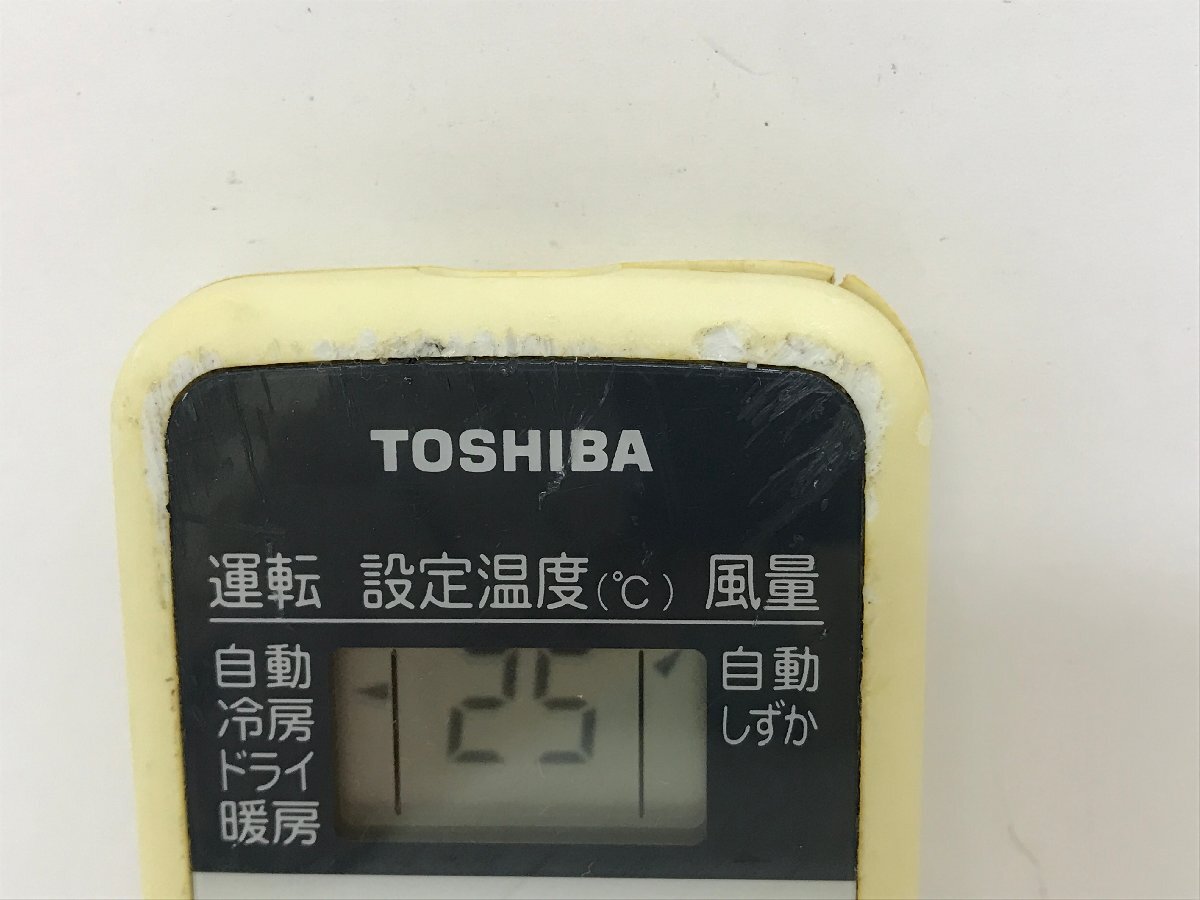 TOSHIBA
運転 設定温度(℃) 風量
自動 25 自動
冷房 しずか
ドライ
暖房